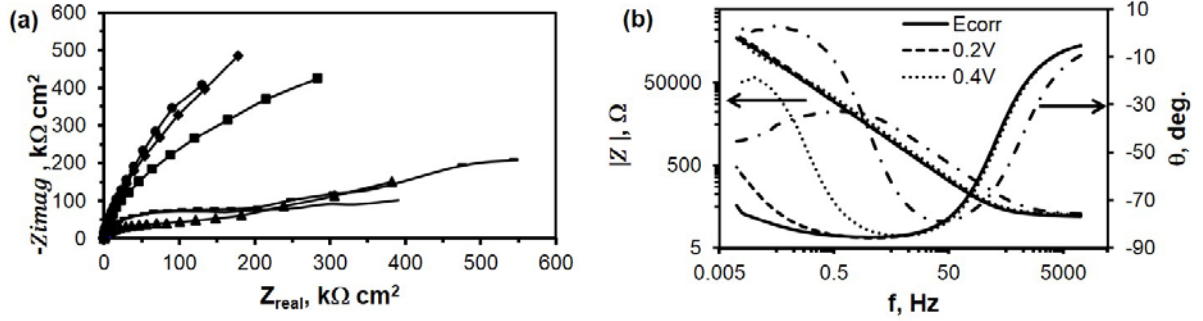 (a)
600
500
400
300
200
100
0
-Zimag, kΩ cm²
0 100 200 300 400 500 600
Zreal, kΩ cm²
(b)
Ecorr
0.2V
0.4V
50000
500
5
|Z|, Ω
10
-10
-30
-50
-70
-90
θ, deg.
0.005 0.5 50 5000
f, Hz